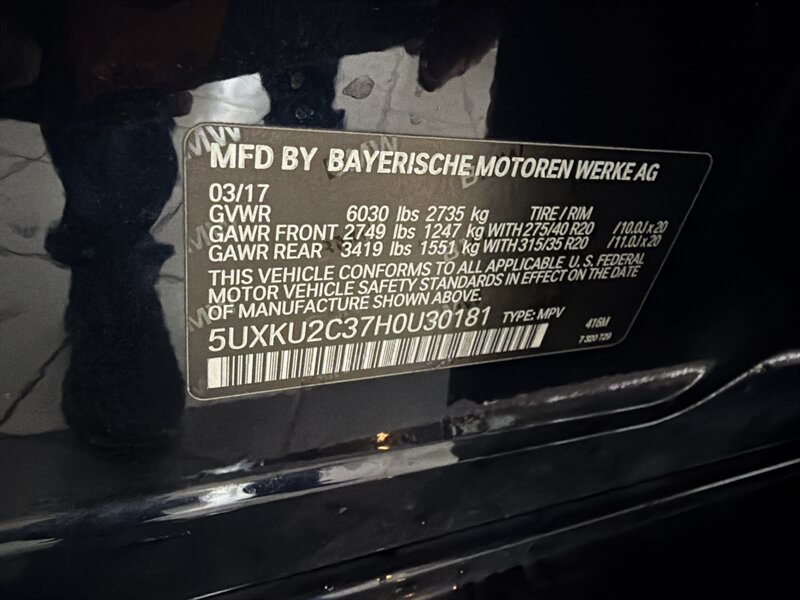 MFD BY BAYERISCHE MOTOREN WERKE AG
03/17
GVWR 6030 lbs 2735 kg TIRE / RIM
GAWR FRONT 2749 lbs 1247 kg WITH 275/40 R20 /10.0J x 20
GAWR REAR 3419 lbs 1551 kg WITH 315/35 R20 /11.0J x 20
THIS VEHICLE CONFORMS TO ALL APPLICABLE U.S. FEDERAL
MOTOR VEHICLE SAFETY STANDARDS IN EFFECT ON THE DATE
OF MANUFACTURE SHOWN ABOVE.
5UXKU2C37H0U30181 TYPE: MPV 416M
7 320 729